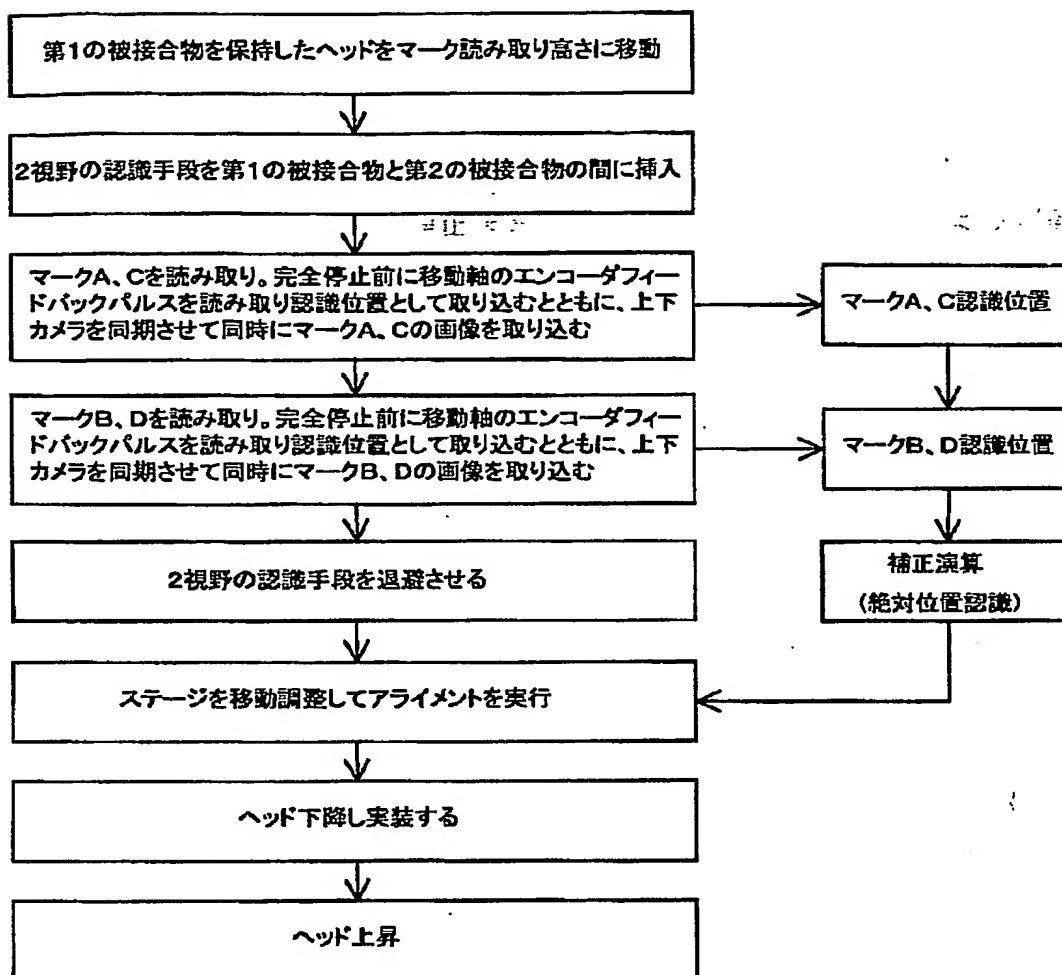 第1の被接合物を保持したヘッドをマーク読み取り高さに移動
2視野の認識手段を第1の被接合物と第2の被接合物の間に挿入
マークA、Cを読み取り。完全停止前に移動軸のエンコーダフィー
ドバックパルスを読み取り認識位置として取り込むとともに、上下
カメラを同期させて同時にマークA、Cの画像を取り込む
マークA、C認識位置
マークB、Dを読み取り。完全停止前に移動軸のエンコーダフィー
ドバックパルスを読み取り認識位置として取り込むとともに、上下
カメラを同期させて同時にマークB、Dの画像を取り込む
マークB、D認識位置
2視野の認識手段を退避させる
補正演算
(絶対位置認識)
ステージを移動調整してアライメントを実行
ヘッド下降し実装する
ヘッド上昇